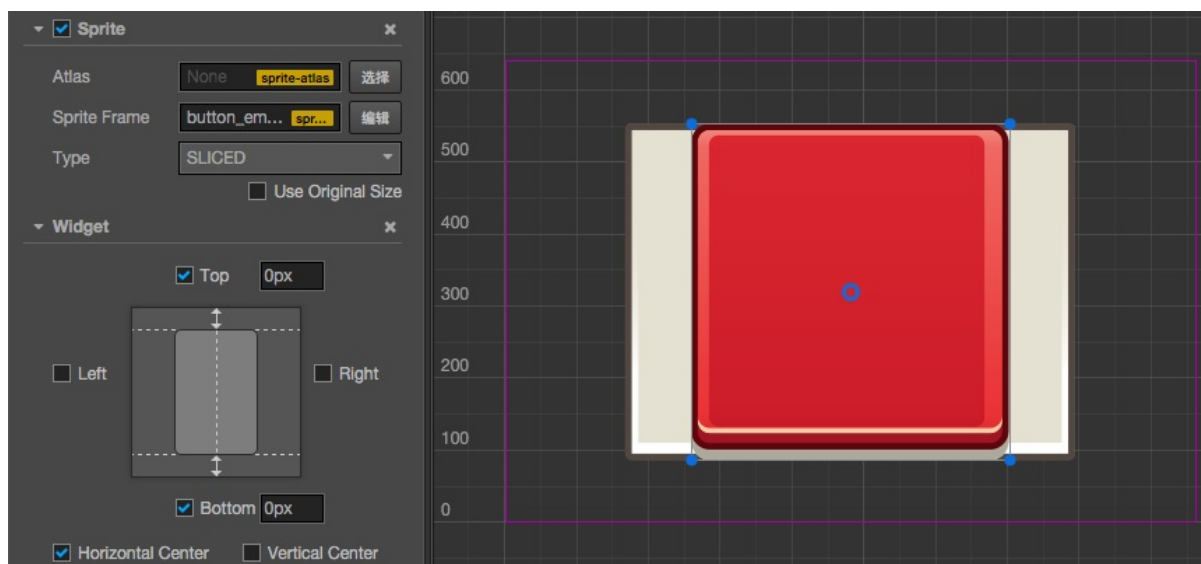 Sprite
Atlas None sprite-atlas 选择
Sprite Frame button_em... spr... 编辑
Type SLICED
Use Original Size
Widget
Top 0px
Left Right
Bottom 0px
Horizontal Center Vertical Center
600
500
400
300
200
100
0